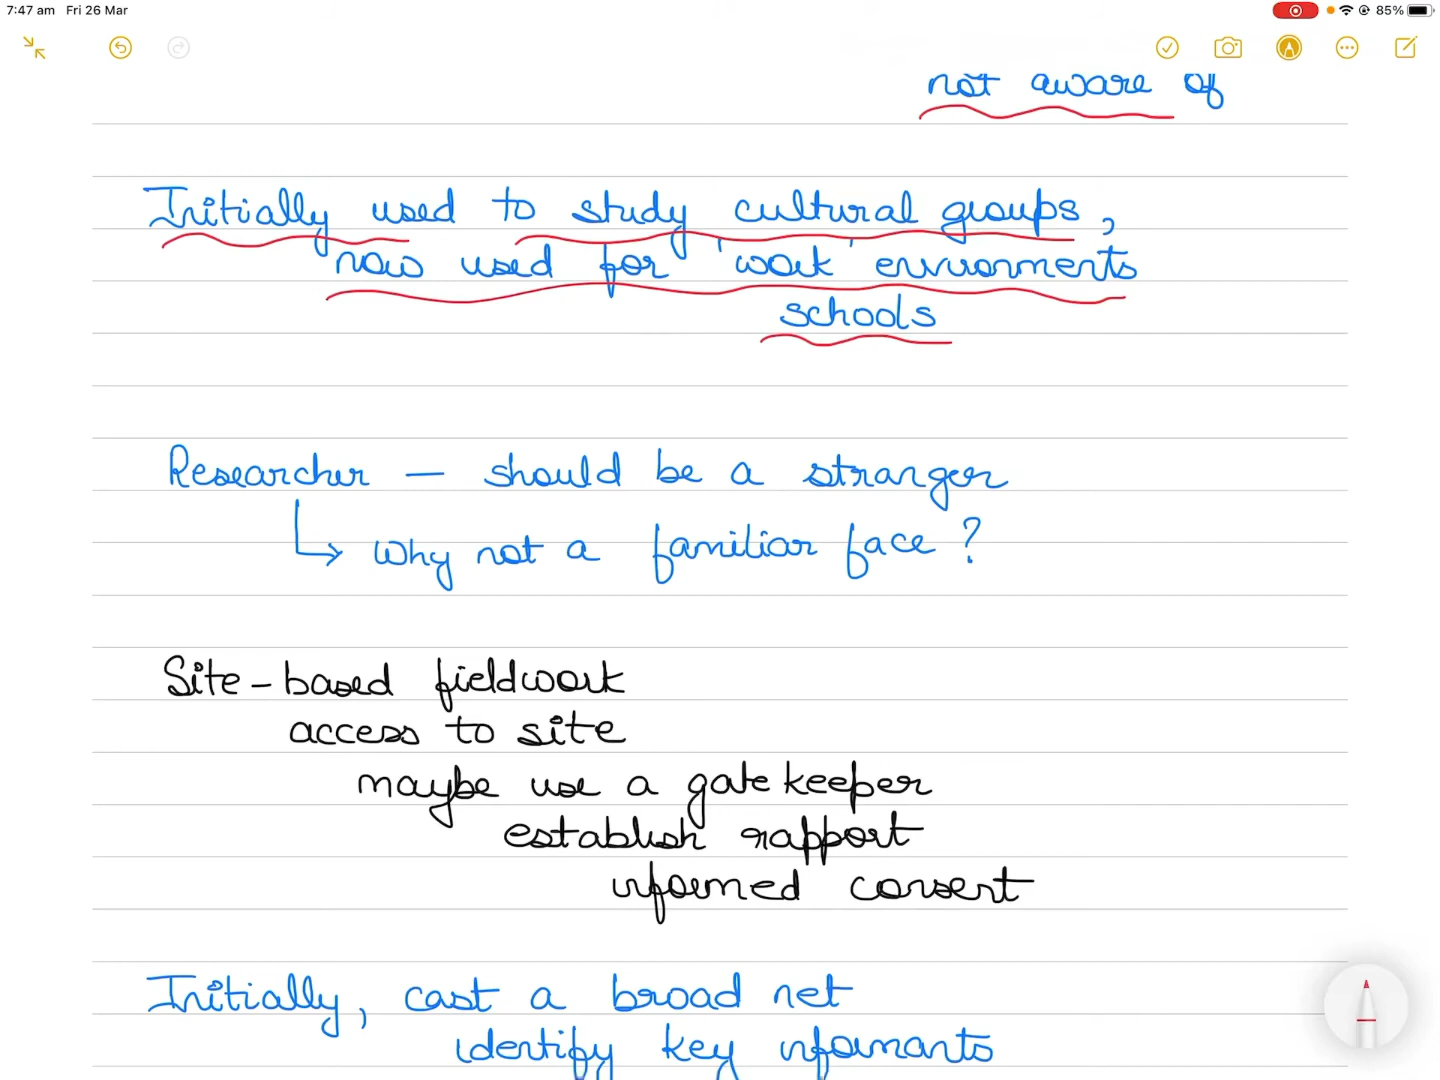 7:47 am Fri 26 Mar
85%
not aware of
Initially used to study cultural groups,
now used for 'work' environments
schools
Researcher — should be a stranger
↳ why not a familiar face?
Site-based fieldwork
access to site
maybe use a gatekeeper
establish rapport
informed consent
Initially, cast a broad net
identify key informants